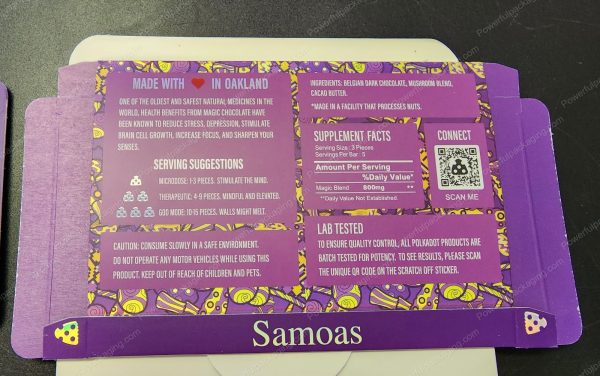 MADE WITH ❤ IN OAKLAND
ONE OF THE OLDEST AND SAFEST NATURAL MEDICINES IN THE
WORLD. HEALTH BENEFITS FROM MAGIC CHOCOLATE HAVE
BEEN KNOWN TO REDUCE STRESS, DEPRESSION, STIMULATE
BRAIN CELL GROWTH, INCREASE FOCUS, AND SHARPEN YOUR
SENSES.
SERVING SUGGESTIONS
MICRODOSE: 1-3 PIECES. STIMULATE THE MIND.
THERAPEUTIC: 4-9 PIECES. MINDFUL AND ELEVATED.
GOD MODE: 10-15 PIECES. WALLS MIGHT MELT.
CAUTION: CONSUME SLOWLY IN A SAFE ENVIRONMENT.
DO NOT OPERATE ANY MOTOR VEHICLES WHILE USING THIS
PRODUCT. KEEP OUT OF REACH OF CHILDREN AND PETS.
INGREDIENTS: BELGIAN DARK CHOCOLATE, MUSHROOM BLEND,
CACAO BUTTER.
*MADE IN A FACILITY THAT PROCESSES NUTS.
SUPPLEMENT FACTS
Serving Size : 3 Pieces
Servings Per Bar : 5
Amount Per Serving
%Daily Value*
Magic Blend 800mg **
**Daily Value Not Established.
CONNECT
SCAN ME
LAB TESTED
TO ENSURE QUALITY CONTROL, ALL POLKADOT PRODUCTS ARE
BATCH TESTED FOR POTENCY. TO SEE RESULTS, PLEASE SCAN
THE UNIQUE QR CODE ON THE SCRATCH OFF STICKER.
Samoas